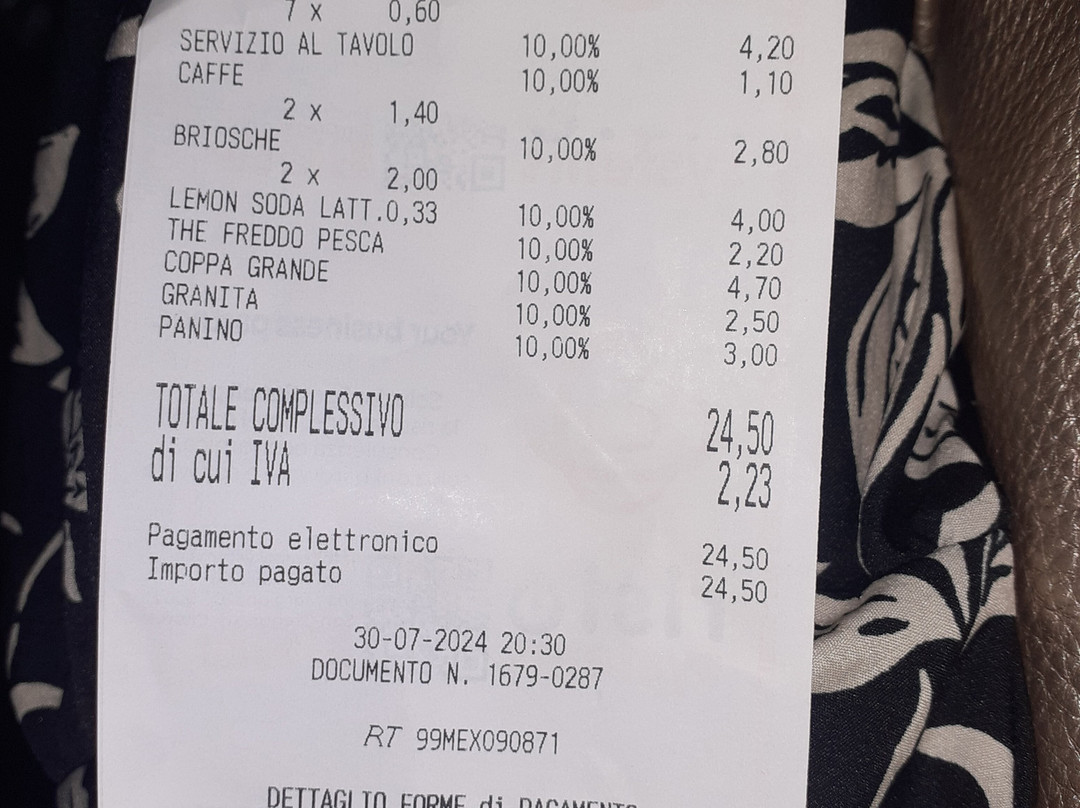 7 x 0,60
SERVIZIO AL TAVOLO 10,00% 4,20
CAFFE 10,00% 1,10
2 x 1,40
BRIOSCHE 10,00% 2,80
2 x 2,00
LEMON SODA LATT.0,33 10,00% 4,00
THE FREDDO PESCA 10,00% 2,20
COPPA GRANDE 10,00% 4,70
GRANITA 10,00% 2,50
PANINO 10,00% 3,00
TOTALE COMPLESSIVO 24,50
di cui IVA 2,23
Pagamento elettronico 24,50
Importo pagato 24,50
30-07-2024 20:30
DOCUMENTO N. 1679-0287
RT 99MEX090871
DETTAGLIO FORME di PAGAMENTO